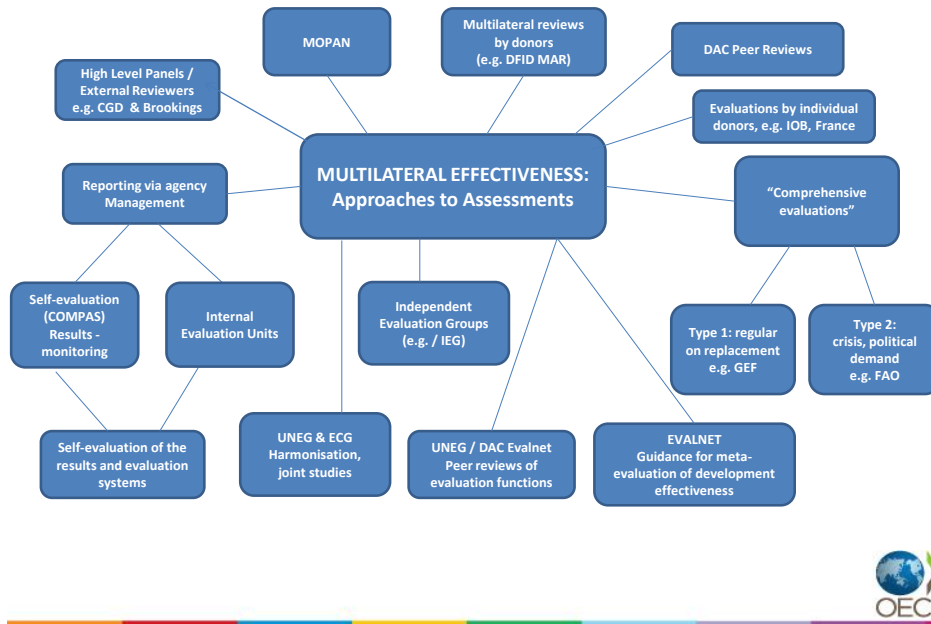 MOPAN
Multilateral reviews
by donors
(e.g. DFID MAR)
DAC Peer Reviews
High Level Panels /
External Reviewers
e.g. CGD & Brookings
Evaluations by individual
donors, e.g. IOB, France
MULTILATERAL EFFECTIVENESS:
Approaches to Assessments
Reporting via agency
Management
“Comprehensive
evaluations”
Self-evaluation
(COMPAS)
Results -
monitoring
Internal
Evaluation Units
Independent
Evaluation Groups
(e.g. / IEG)
Type 1: regular
on replacement
e.g. GEF
Type 2:
crisis, political
demand
e.g. FAO
Self-evaluation of the
results and evaluation
systems
UNEG & ECG
Harmonisation,
joint studies
UNEG / DAC Evalnet
Peer reviews of
evaluation functions
EVALNET
Guidance for meta-
evaluation of development
effectiveness
OEC